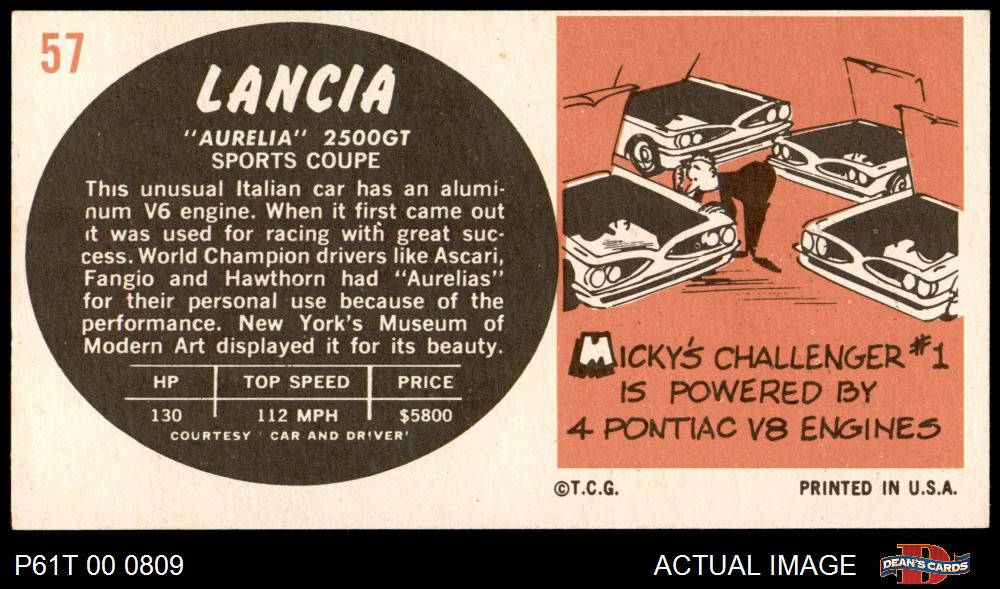 57
LANCIA
"AURELIA" 2500GT
SPORTS COUPE
This unusual Italian car has an alumi-
num V6 engine. When it first came out
it was used for racing with great suc-
cess. World Champion drivers like Ascari,
Fangio and Hawthorn had "Aurelias"
for their personal use because of the
performance. New York's Museum of
Modern Art displayed it for its beauty.
HP TOP SPEED PRICE
130 112 MPH $5800
COURTESY 'CAR AND DRIVER'
MICKY'S CHALLENGER #1
IS POWERED BY
4 PONTIAC V8 ENGINES
©T.C.G. PRINTED IN U.S.A.
P61T 00 0809 ACTUAL IMAGE
D
DEAN'S CARDS